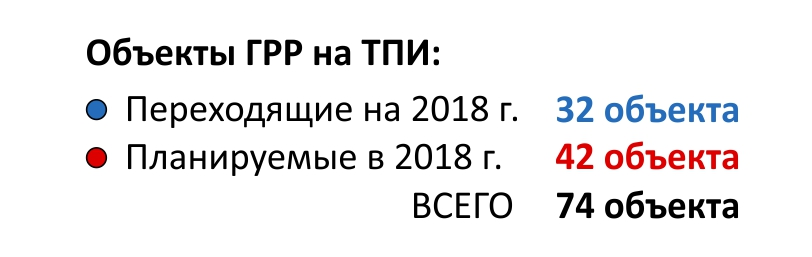 Объекты ГРР на ТПИ:
Переходящие на 2018 г. 32 объекта
Планируемые в 2018 г. 42 объекта
ВСЕГО 74 объекта